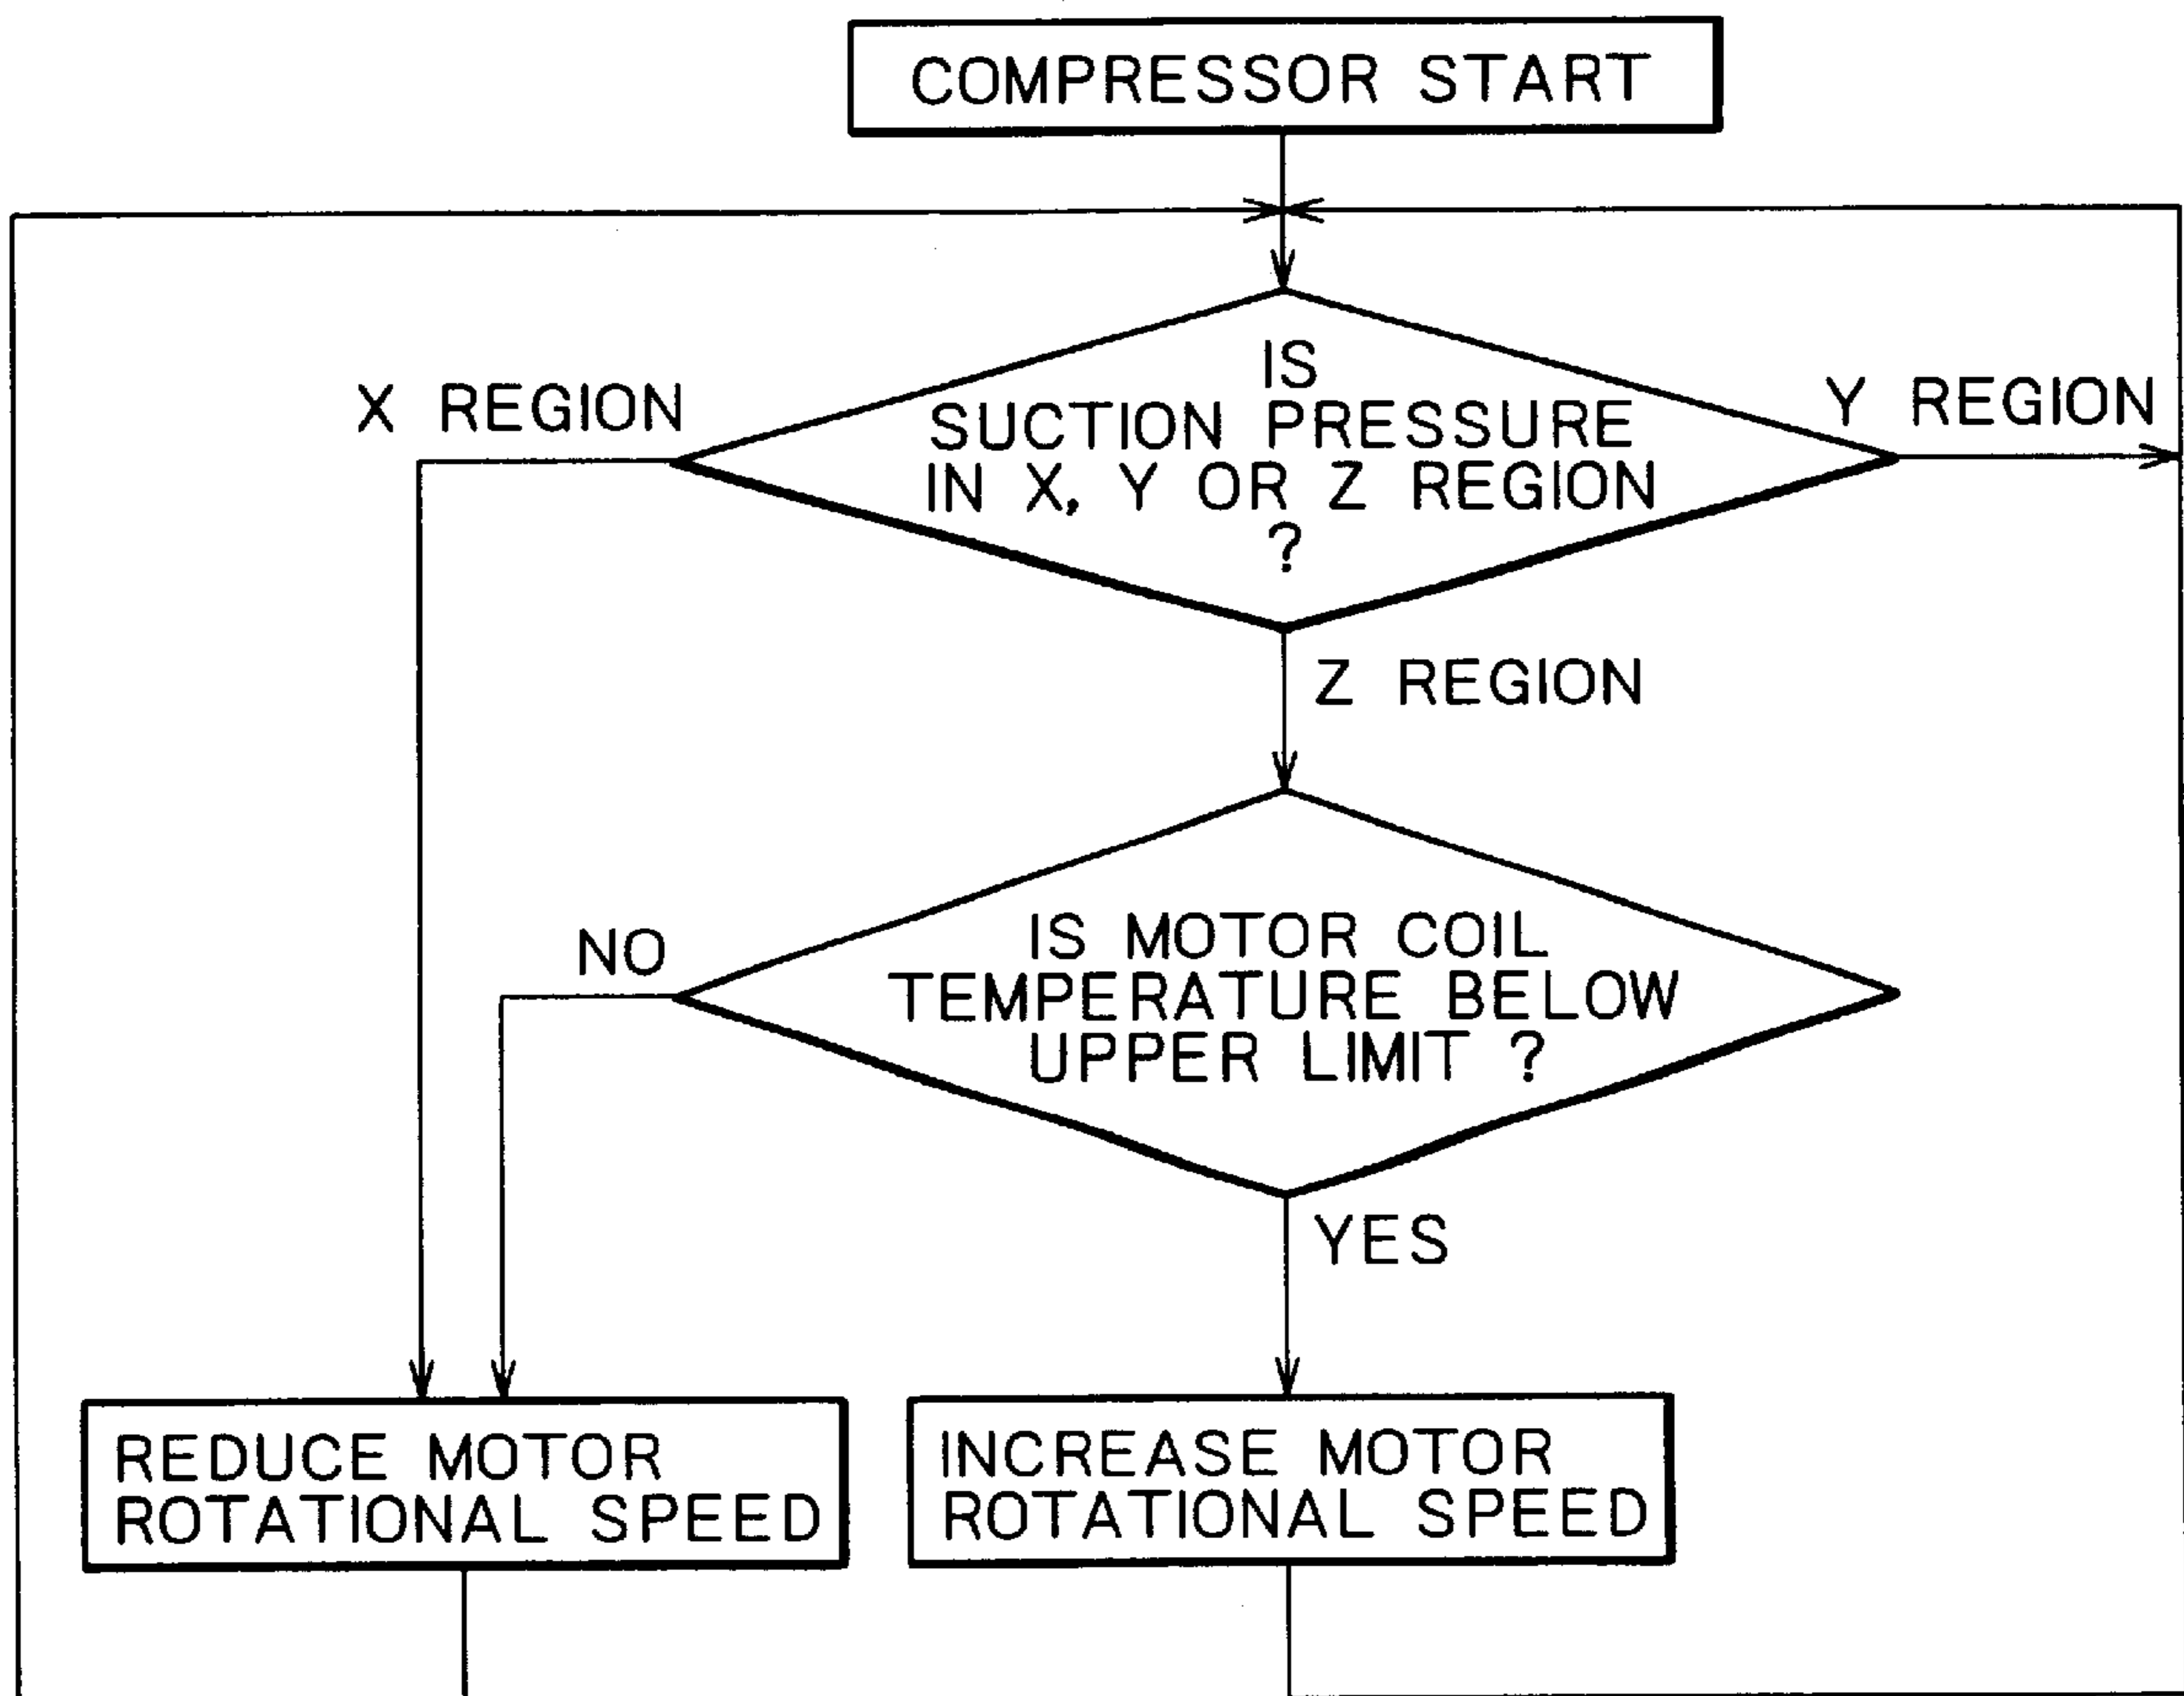 COMPRESSOR START
IS
SUCTION PRESSURE
IN X, Y OR Z REGION
?
X REGION
Y REGION
Z REGION
IS MOTOR COIL
TEMPERATURE BELOW
UPPER LIMIT ?
NO
YES
REDUCE MOTOR
ROTATIONAL SPEED
INCREASE MOTOR
ROTATIONAL SPEED